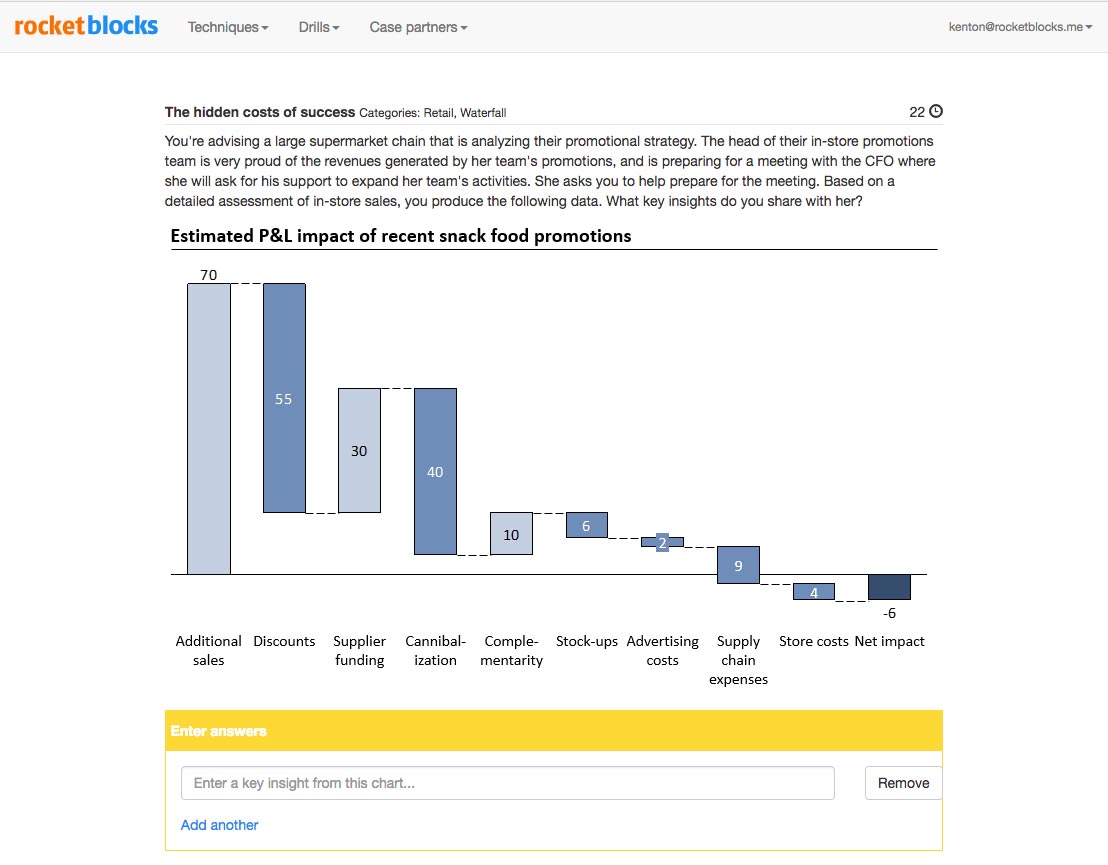 rocketblocks Techniques Drills Case partners kenton@rocketblocks.me
The hidden costs of success Categories: Retail, Waterfall 22
You're advising a large supermarket chain that is analyzing their promotional strategy. The head of their in-store promotions
team is very proud of the revenues generated by her team's promotions, and is preparing for a meeting with the CFO where
she will ask for his support to expand her team's activities. She asks you to help prepare for the meeting. Based on a
detailed assessment of in-store sales, you produce the following data. What key insights do you share with her?
Estimated P&L impact of recent snack food promotions
70
55
30
40
10
6
2
9
4
-6
Additional Discounts Supplier Cannibal- Comple- Stock-ups Advertising Supply Store costs Net impact
sales funding ization mentarity costs chain
expenses
Enter answers
Enter a key insight from this chart... Remove
Add another